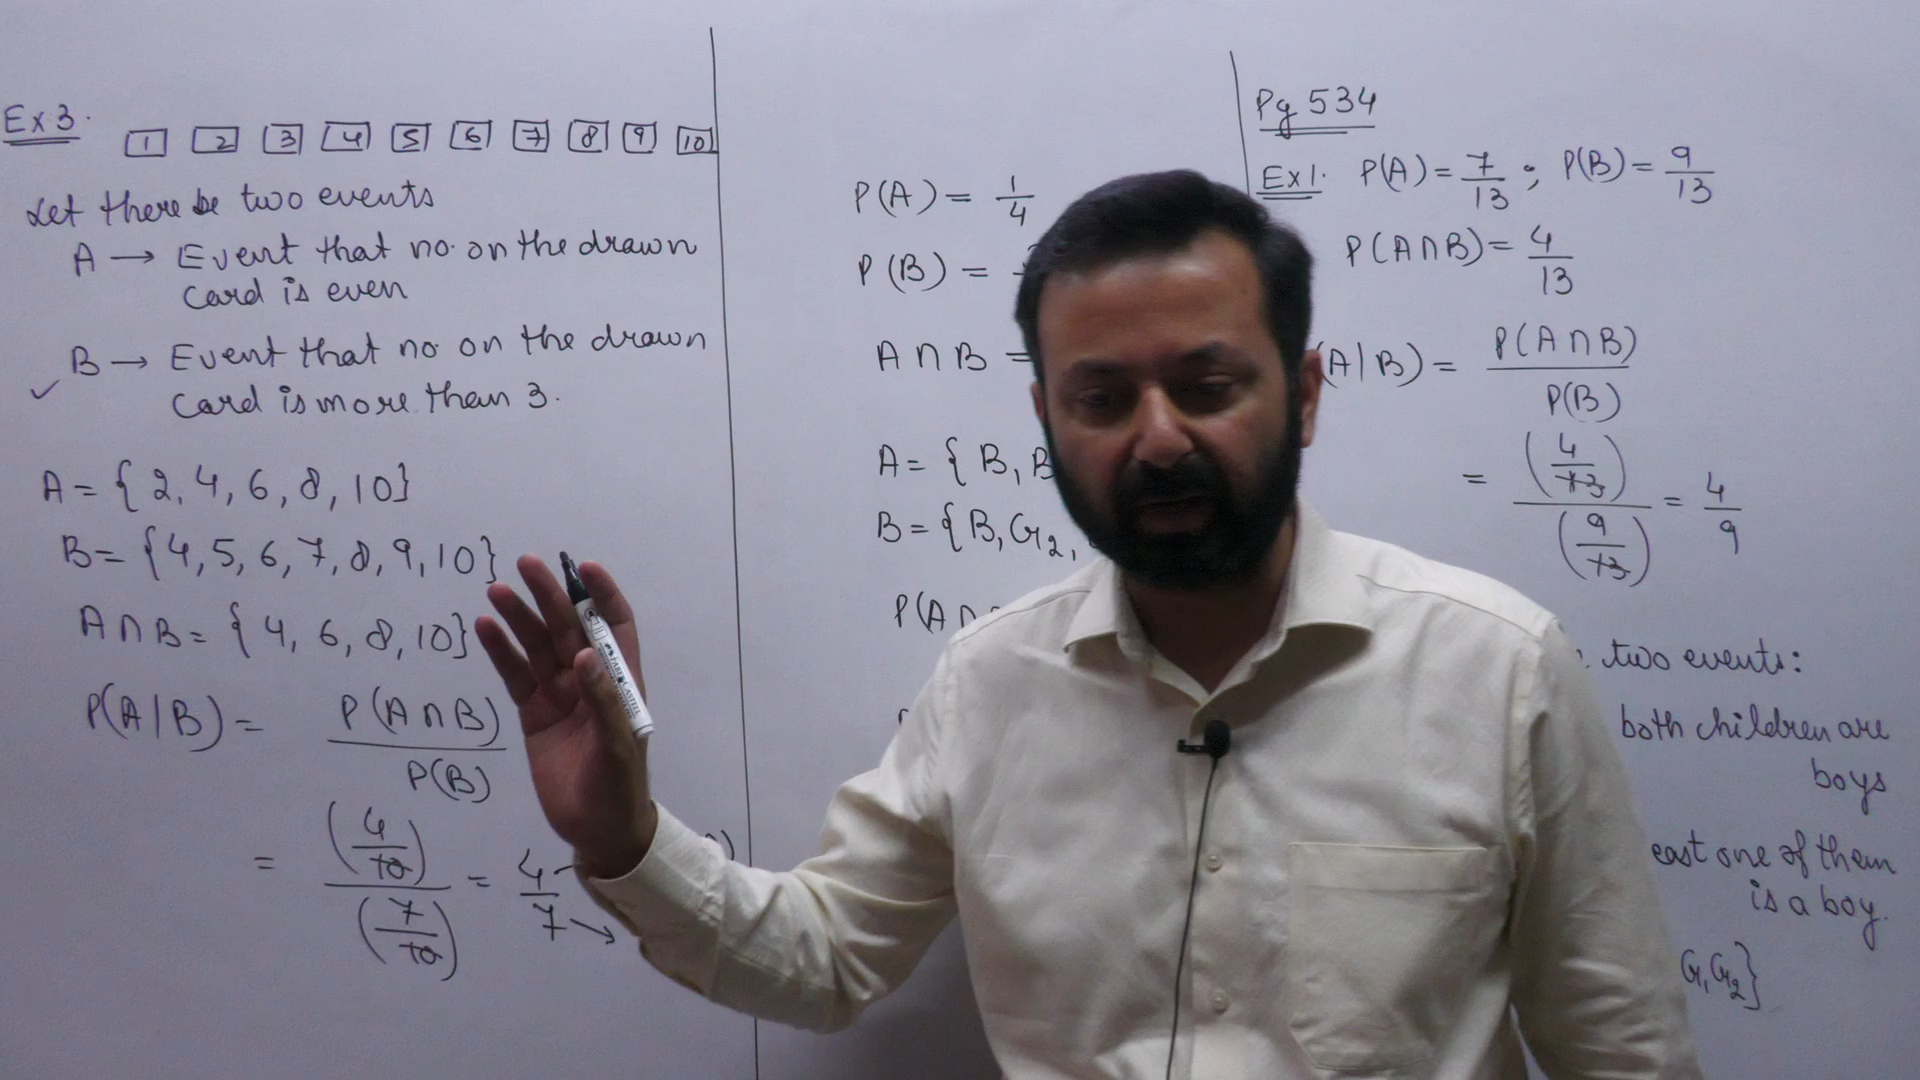 Ex 3.
1 2 3 4 5 6 7 8 9 10
Let there be two events
A → Event that no. on the drawn
card is even
B → Event that no on the drawn
✓ card is more than 3.
A = { 2, 4, 6, 8, 10}
B = {4, 5, 6, 7, 8, 9, 10}
A ∩ B = { 4, 6, 8, 10}
P(A|B) = P(A ∩ B)
P(B)
= (4/10)/(7/10) = 4/7 →
P(A) = 1/4
P(B) =
A ∩ B =
A = { B, B
B = {B, G2,
P(A ∩
Pg 534
Ex 1. P(A) = 7/13 ; P(B) = 9/13
P(A ∩ B) = 4/13
(A|B) = P(A ∩ B)
P(B)
= (4/13)/(9/13) = 4/9
two events:
both children are
boys
east one of them
is a boy.
G1G2}
FABER-CASTELL